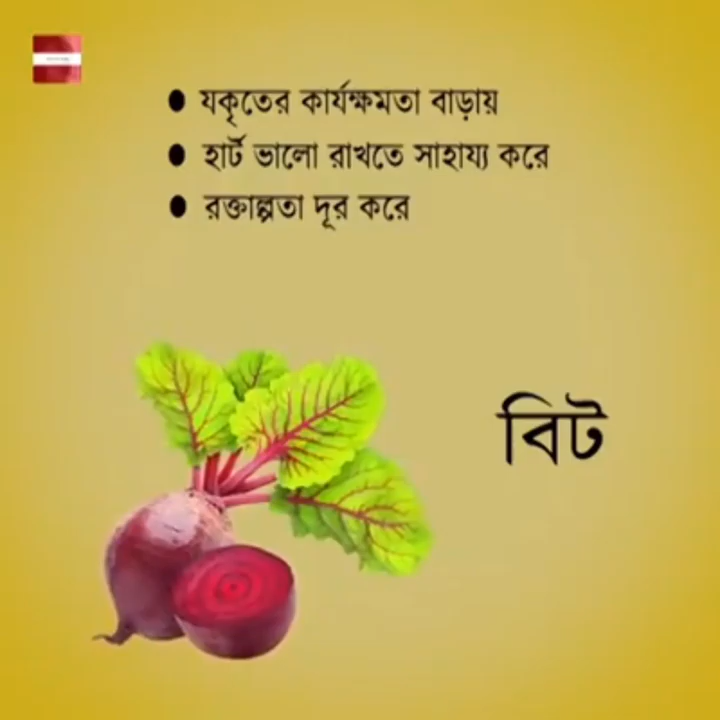 • যকৃতের কার্যক্ষমতা বাড়ায়
• হার্ট ভালো রাখতে সাহায্য করে
• রক্তাল্পতা দূর করে
বিট